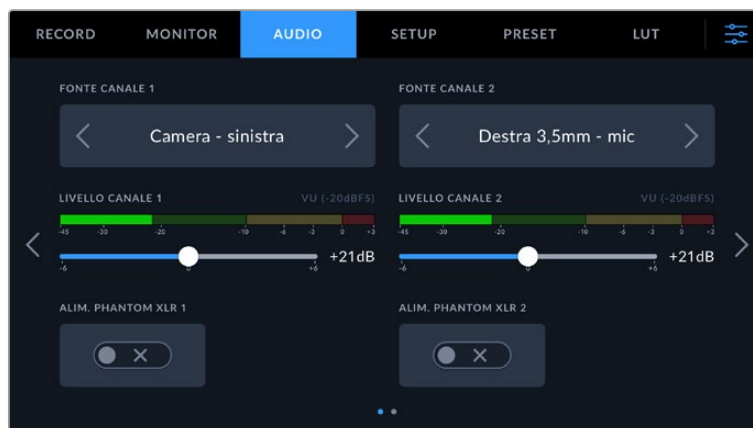 RECORD MONITOR AUDIO SETUP PRESET LUT
FONTE CANALE 1 FONTE CANALE 2
Camera - sinistra Destra 3,5mm - mic
LIVELLO CANALE 1 VU (-20dBFS) LIVELLO CANALE 2 VU (-20dBFS)
-45 -30 -20 -10 -6 -3 0 +3 -45 -30 -20 -10 -6 -3 0 +3
+21dB +21dB
-6 0 +6 -6 0 +6
ALIM. PHANTOM XLR 1 ALIM. PHANTOM XLR 2